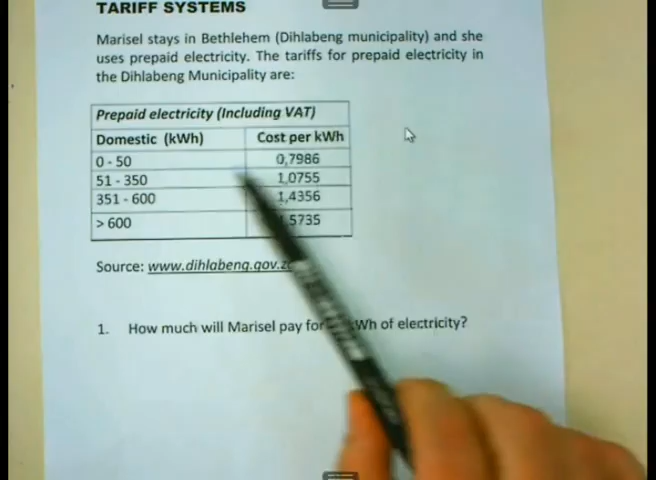 TARIFF SYSTEMS
Marisel stays in Bethlehem (Dihlabeng municipality) and she
uses prepaid electricity. The tariffs for prepaid electricity in
the Dihlabeng Municipality are:
Prepaid electricity (Including VAT)
Domestic (kWh) Cost per kWh
0 - 50 0,7986
51 - 350 1,0755
351 - 600 1,4356
> 600 ,5735
Source: www.dihlabeng.gov.z
1. How much will Marisel pay for kWh of electricity?